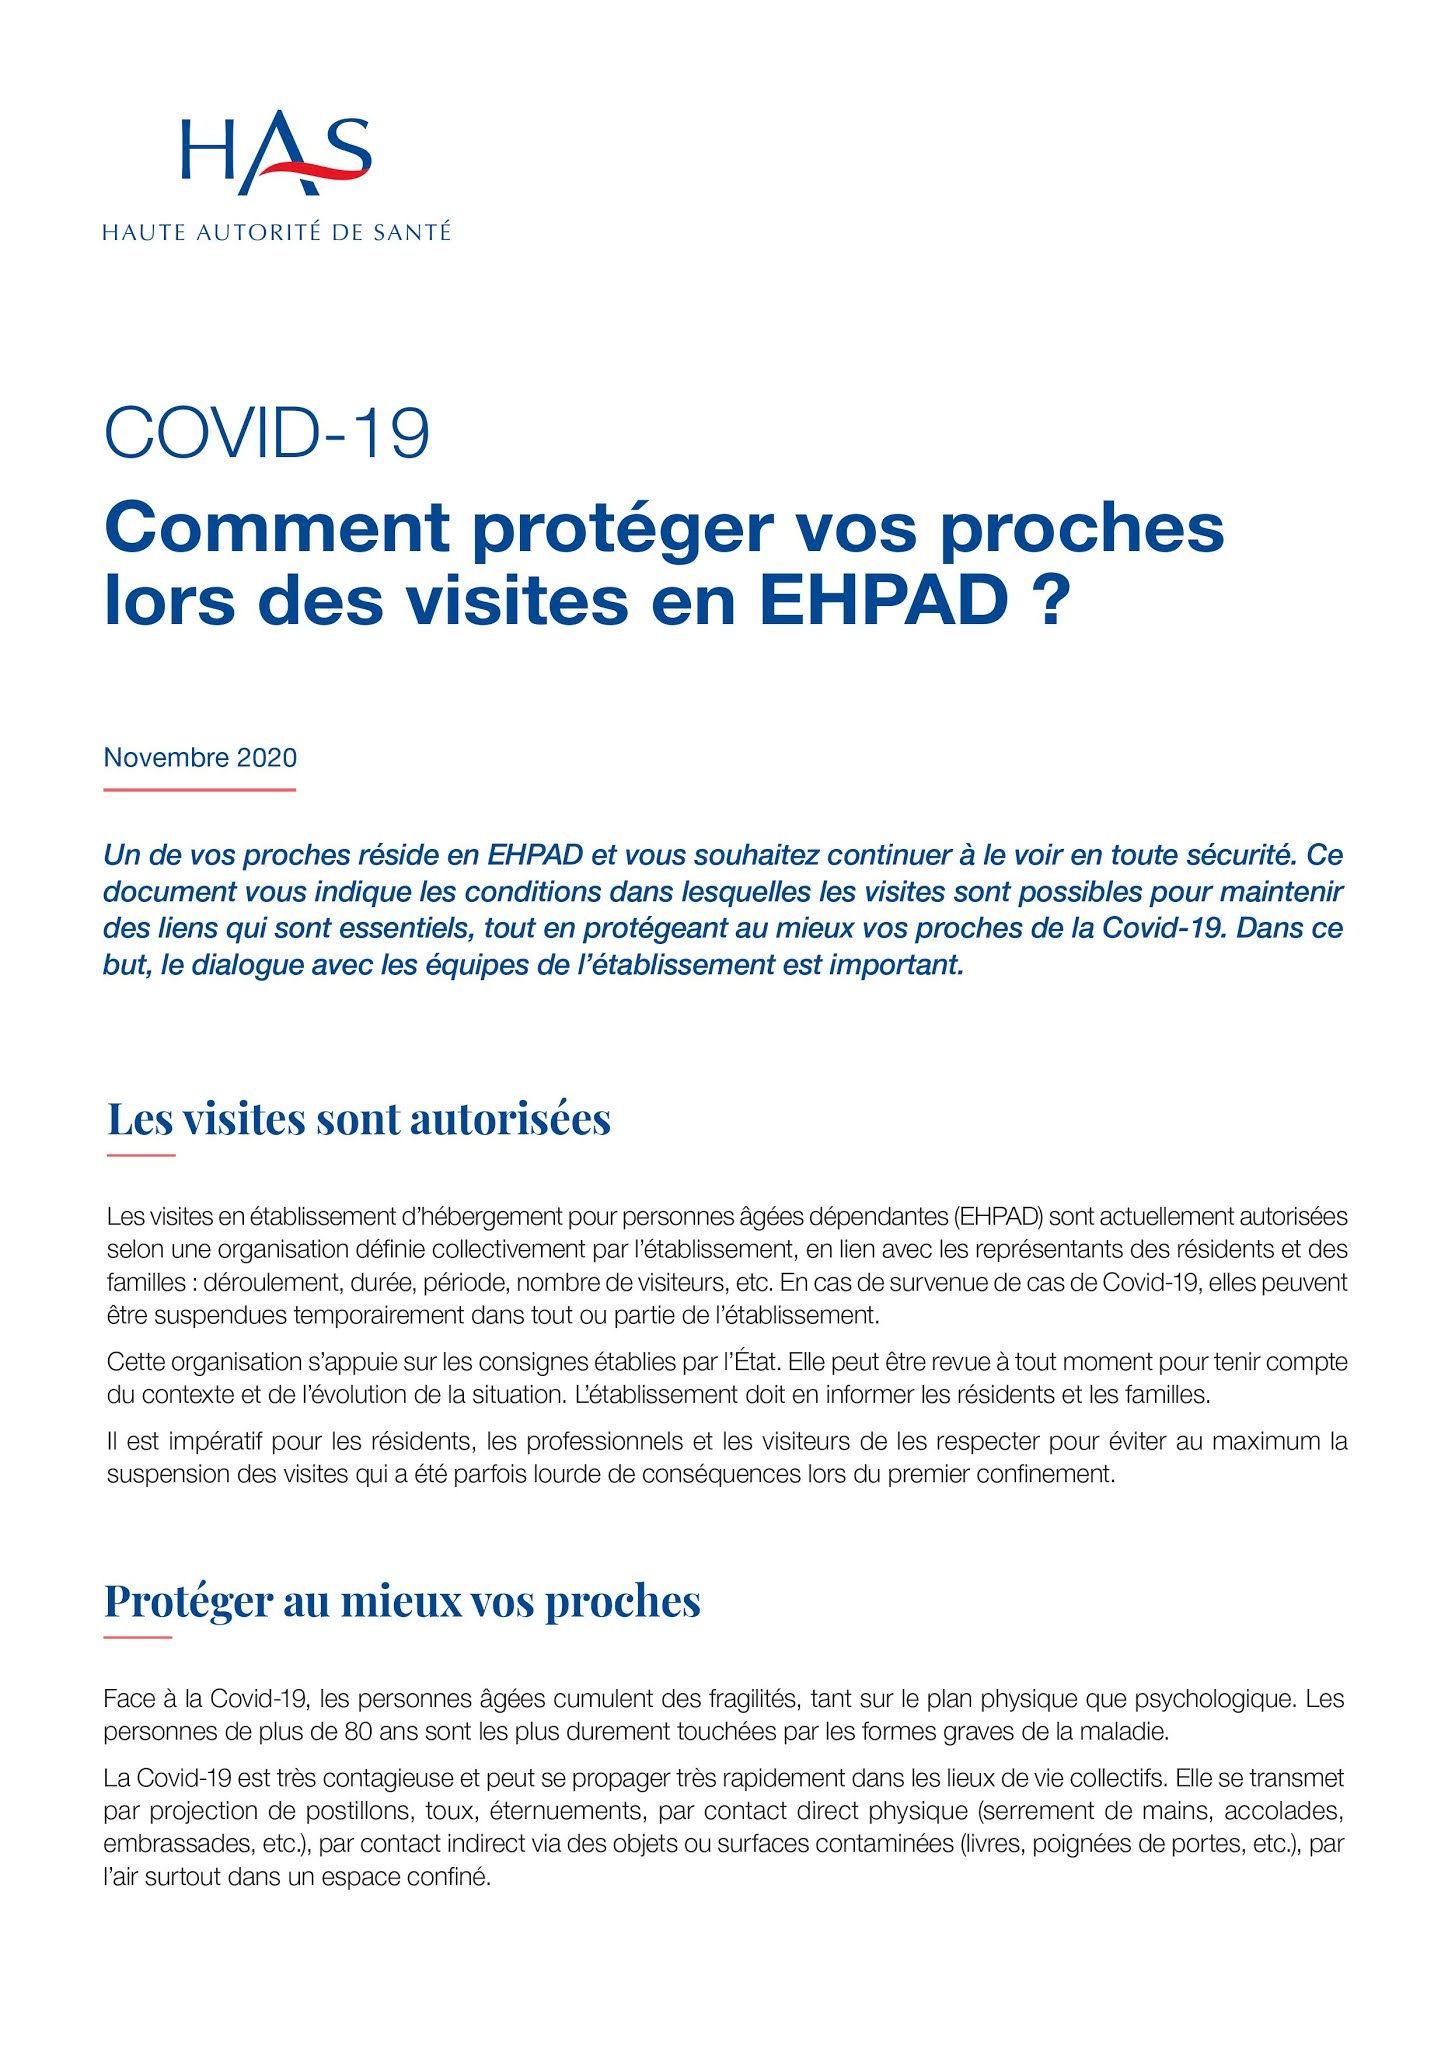 HAS
HAUTE AUTORITÉ DE SANTÉ
COVID-19
Comment protéger vos proches
lors des visites en EHPAD ?
Novembre 2020
Un de vos proches réside en EHPAD et vous souhaitez continuer à le voir en toute sécurité. Ce
document vous indique les conditions dans lesquelles les visites sont possibles pour maintenir
des liens qui sont essentiels, tout en protégeant au mieux vos proches de la Covid-19. Dans ce
but, le dialogue avec les équipes de l’établissement est important.
Les visites sont autorisées
Les visites en établissement d’hébergement pour personnes âgées dépendantes (EHPAD) sont actuellement autorisées
selon une organisation définie collectivement par l’établissement, en lien avec les représentants des résidents et des
familles : déroulement, durée, période, nombre de visiteurs, etc. En cas de survenue de cas de Covid-19, elles peuvent
être suspendues temporairement dans tout ou partie de l’établissement.
Cette organisation s’appuie sur les consignes établies par l’État. Elle peut être revue à tout moment pour tenir compte
du contexte et de l’évolution de la situation. L’établissement doit en informer les résidents et les familles.
Il est impératif pour les résidents, les professionnels et les visiteurs de les respecter pour éviter au maximum la
suspension des visites qui a été parfois lourde de conséquences lors du premier confinement.
Protéger au mieux vos proches
Face à la Covid-19, les personnes âgées cumulent des fragilités, tant sur le plan physique que psychologique. Les
personnes de plus de 80 ans sont les plus durement touchées par les formes graves de la maladie.
La Covid-19 est très contagieuse et peut se propager très rapidement dans les lieux de vie collectifs. Elle se transmet
par projection de postillons, toux, éternuements, par contact direct physique (serrement de mains, accolades,
embrassades, etc.), par contact indirect via des objets ou surfaces contaminées (livres, poignées de portes, etc.), par
l’air surtout dans un espace confiné.